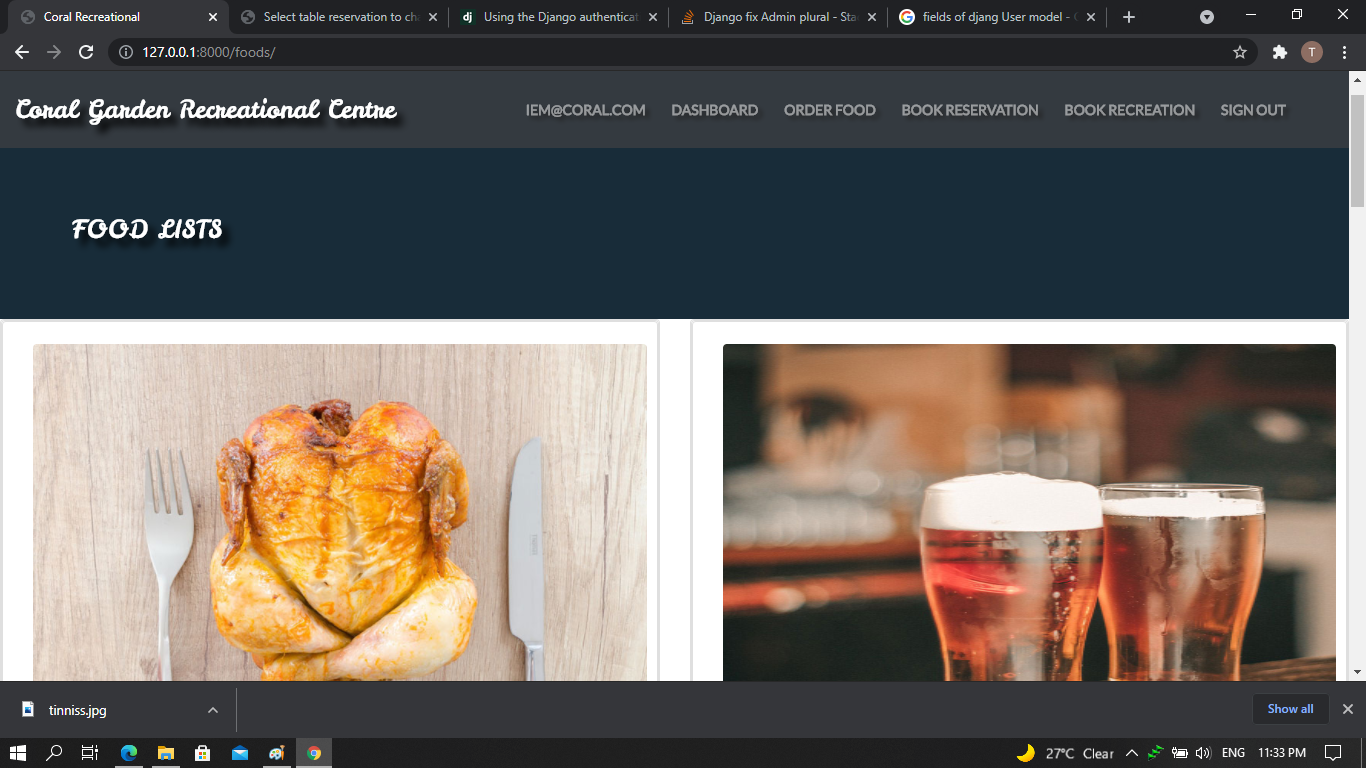 Coral Recreational
Select table reservation to cha
Using the Django authenticat
Django fix Admin plural - Sta
fields of djang User model - G
127.0.0.1:8000/foods/
T
Coral Garden Recreational Centre
IEM@CORAL.COM
DASHBOARD
ORDER FOOD
BOOK RESERVATION
BOOK RECREATION
SIGN OUT
FOOD LISTS
tinniss.jpg
Show all
27°C Clear
ENG
11:33 PM